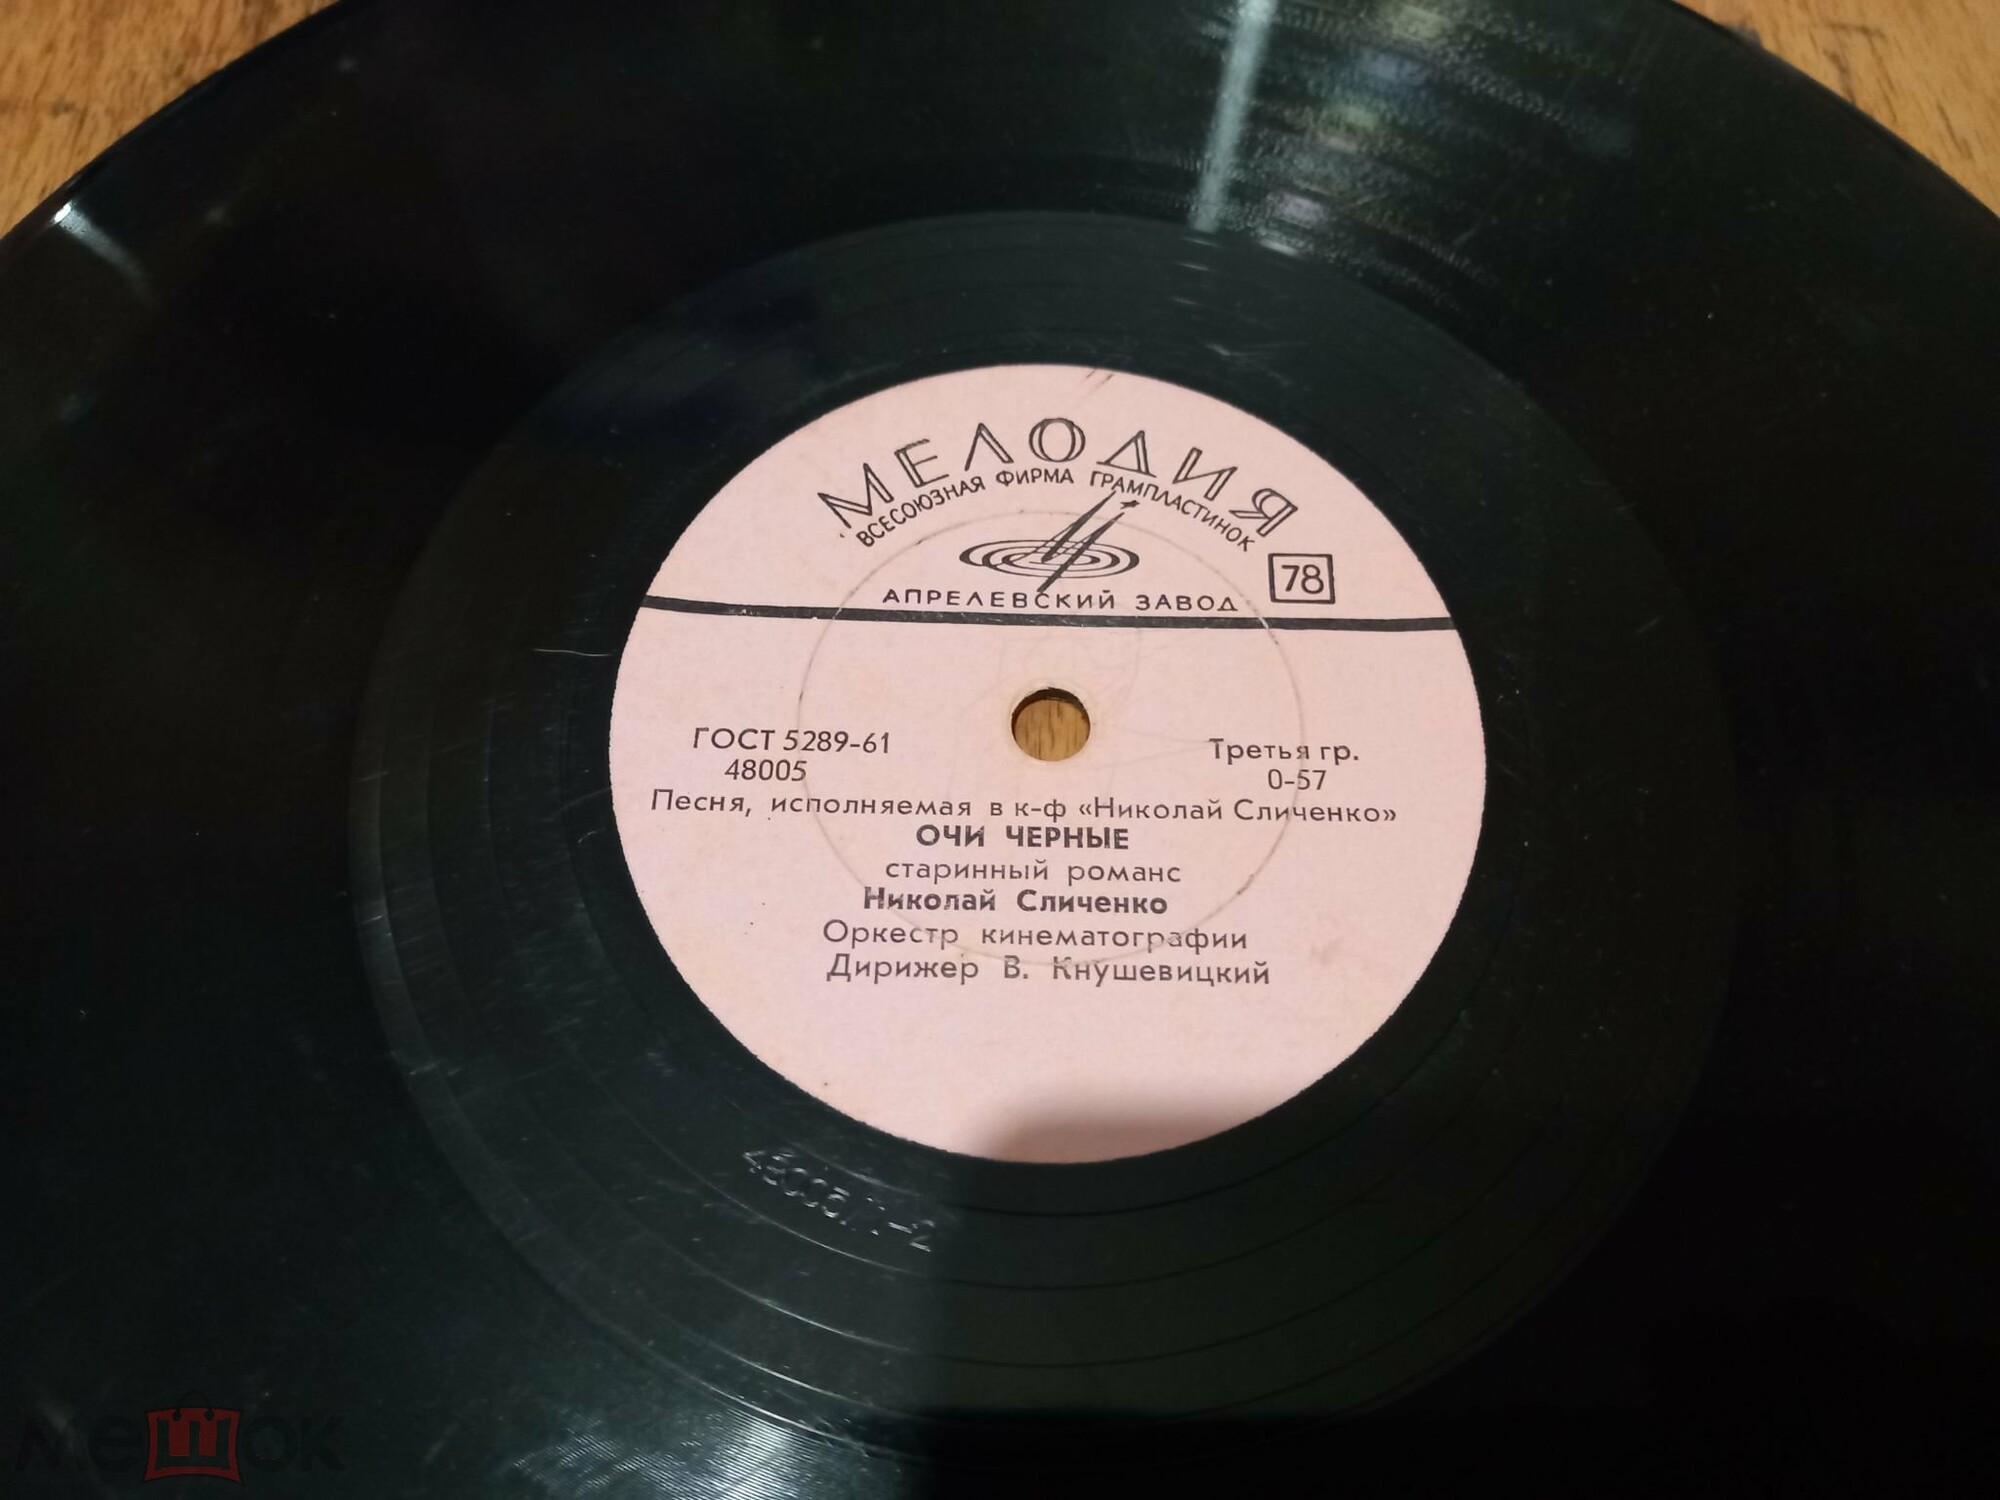 МЕЛОДИЯ
ВСЕСОЮЗНАЯ ФИРМА ГРАМПЛАСТИНОК
АПРЕЛЕВСКИЙ ЗАВОД
78
ГОСТ 5289-61
Третья гр.
48005
0-57
Песня, исполняемая в к-ф «Николай Сличенко»
ОЧИ ЧЕРНЫЕ
старинный романс
Николай Сличенко
Оркестр кинематографии
Дирижер В. Кнушевицкий
мешок